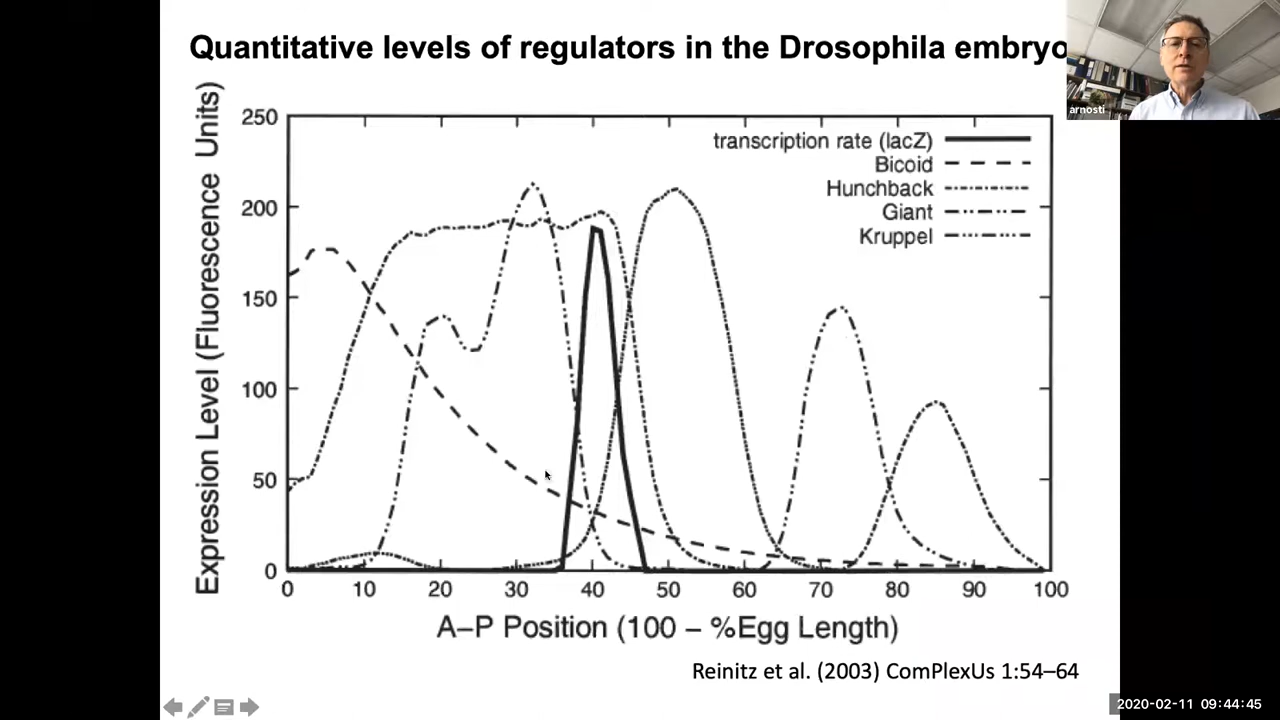 Quantitative levels of regulators in the Drosophila embryo
arnosti
Expression Level (Fluorescence Units)
250
200
150
100
50
0
transcription rate (lacZ)
Bicoid
Hunchback
Giant
Kruppel
0 10 20 30 40 50 60 70 80 90 100
A–P Position (100 – %Egg Length)
Reinitz et al. (2003) ComPlexUs 1:54–64
2020-02-11 09:44:45